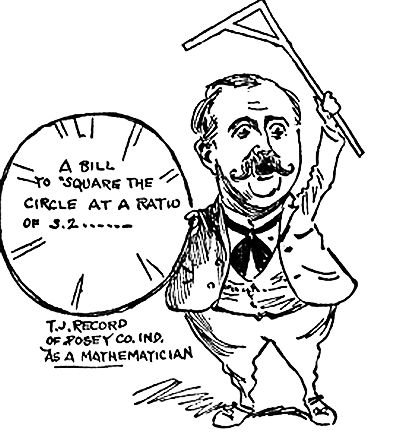 A BILL
TO "SQUARE THE
CIRCLE AT A RATIO
OF 3.2......
T.J. RECORD
OF POSEY CO. IND.
AS A MATHEMATICIAN